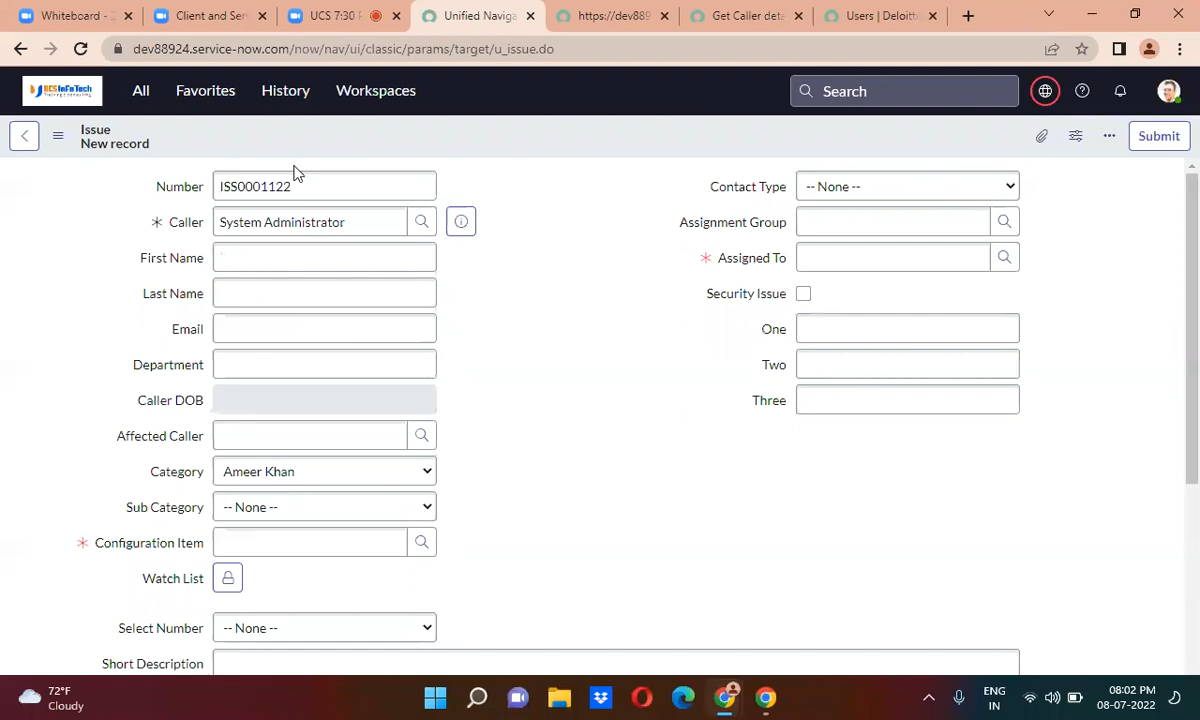 Whiteboard - Z
Client and Serv
UCS 7:30 P
Unified Naviga
https://dev889
Get Caller deta
Users | Deloitt
dev88924.service-now.com/now/nav/ui/classic/params/target/u_issue.do
UCSInfoTech
All
Favorites
History
Workspaces
Search
Issue
New record
Submit
Number
ISS0001122
Contact Type
-- None --
* Caller
System Administrator
Assignment Group
First Name
* Assigned To
Last Name
Security Issue
Email
One
Department
Two
Caller DOB
Three
Affected Caller
Category
Ameer Khan
Sub Category
-- None --
* Configuration Item
Watch List
Select Number
-- None --
Short Description
72°F
Cloudy
ENG
IN
08:02 PM
08-07-2022